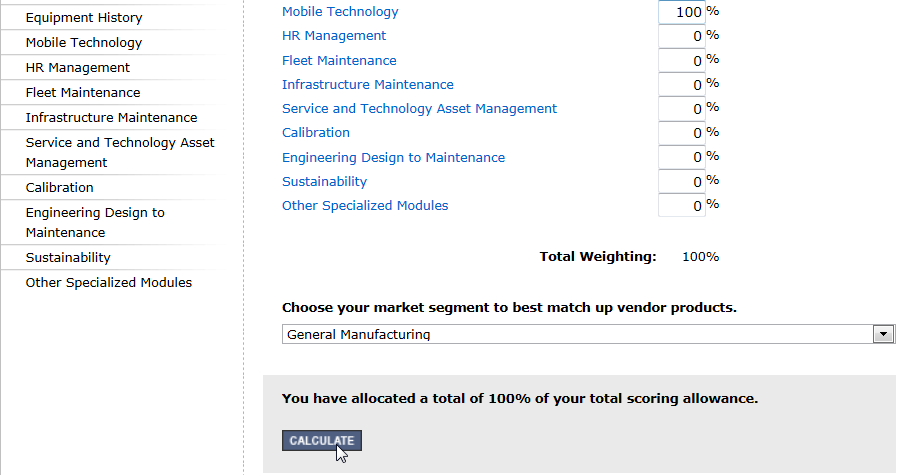 Equipment History
Mobile Technology
HR Management
Fleet Maintenance
Infrastructure Maintenance
Service and Technology Asset
Management
Calibration
Engineering Design to
Maintenance
Sustainability
Other Specialized Modules
Mobile Technology 100 %
HR Management 0 %
Fleet Maintenance 0 %
Infrastructure Maintenance 0 %
Service and Technology Asset Management 0 %
Calibration 0 %
Engineering Design to Maintenance 0 %
Sustainability 0 %
Other Specialized Modules 0 %
Total Weighting: 100%
Choose your market segment to best match up vendor products.
General Manufacturing
You have allocated a total of 100% of your total scoring allowance.
CALCULATE